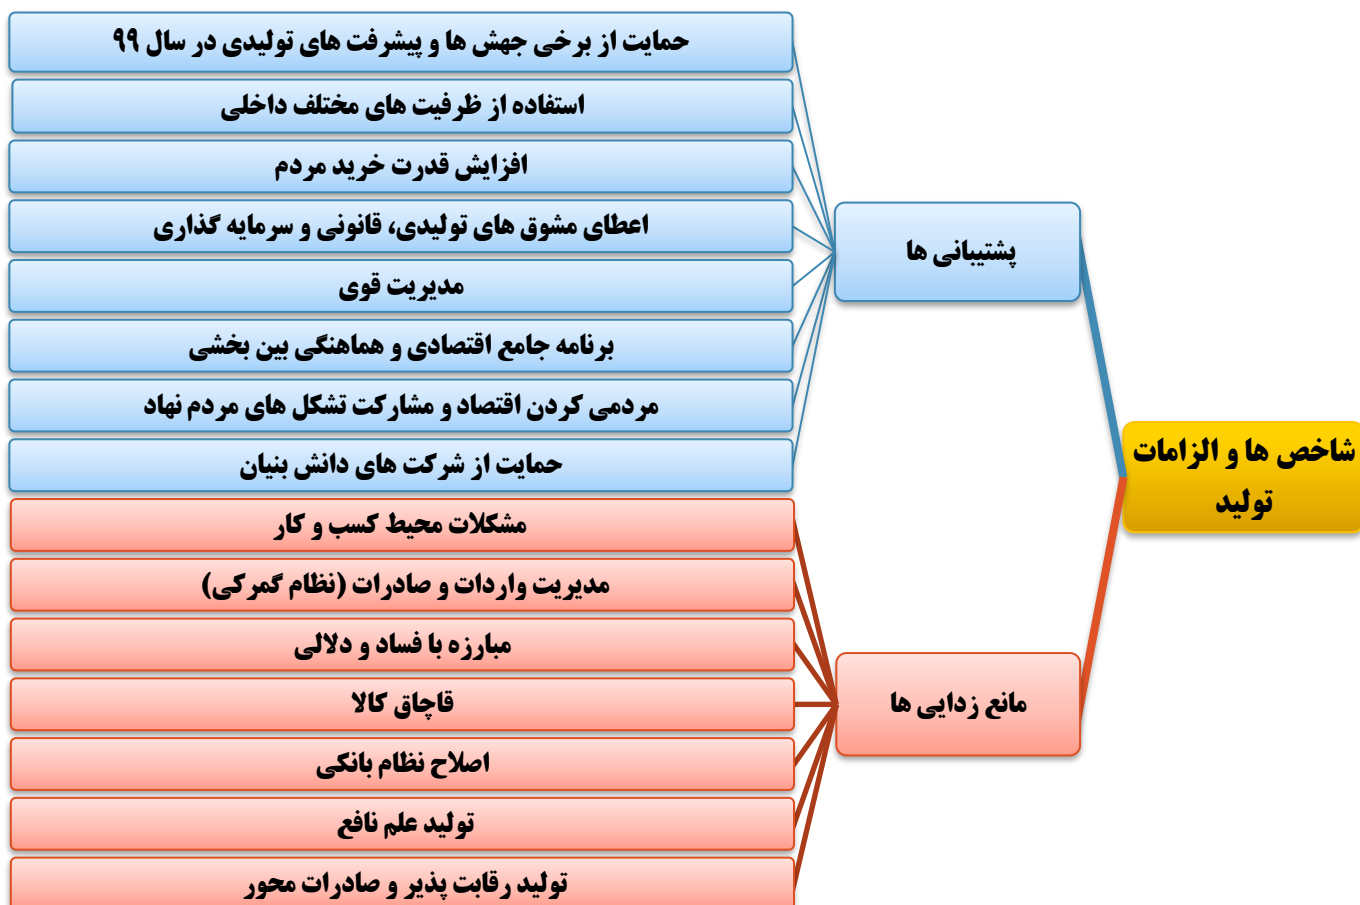 شاخص ها و الزامات
تولید
پشتیبانی ها
حمایت از برخی جهش ها و پیشرفت های تولیدی در سال ۹۹
استفاده از ظرفیت های مختلف داخلی
افزایش قدرت خرید مردم
اعطای مشوق های تولیدی، قانونی و سرمایه گذاری
مدیریت قوی
برنامه جامع اقتصادی و هماهنگی بین بخشی
مردمی کردن اقتصاد و مشارکت تشکل های مردم نهاد
حمایت از شرکت های دانش بنیان
مانع زدایی ها
مشکلات محیط کسب و کار
مدیریت واردات و صادرات (نظام گمرکی)
مبارزه با فساد و دلالی
قاچاق کالا
اصلاح نظام بانکی
تولید علم نافع
تولید رقابت پذیر و صادرات محور